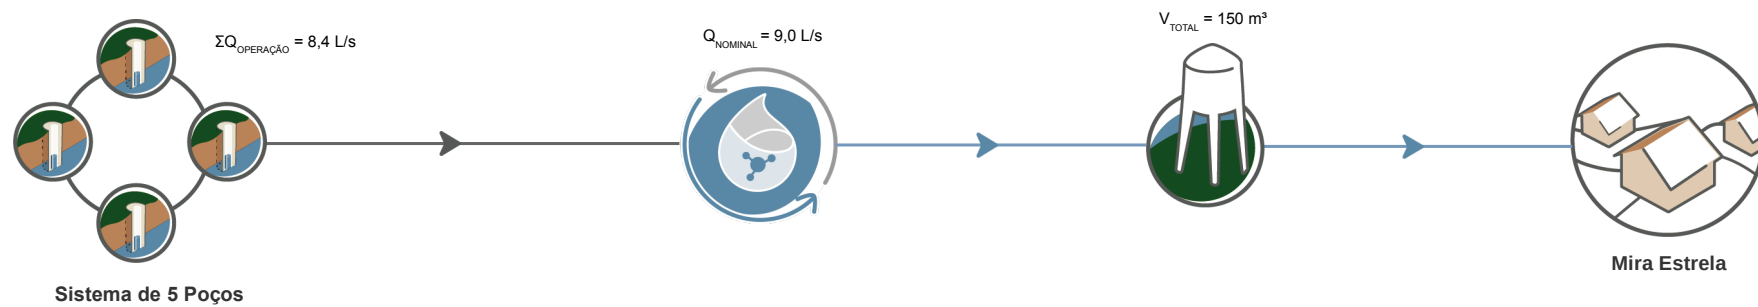 ΣQOPERAÇÃO = 8,4 L/s
QNOMINAL = 9,0 L/s
VTOTAL = 150 m³
Sistema de 5 Poços
Mira Estrela